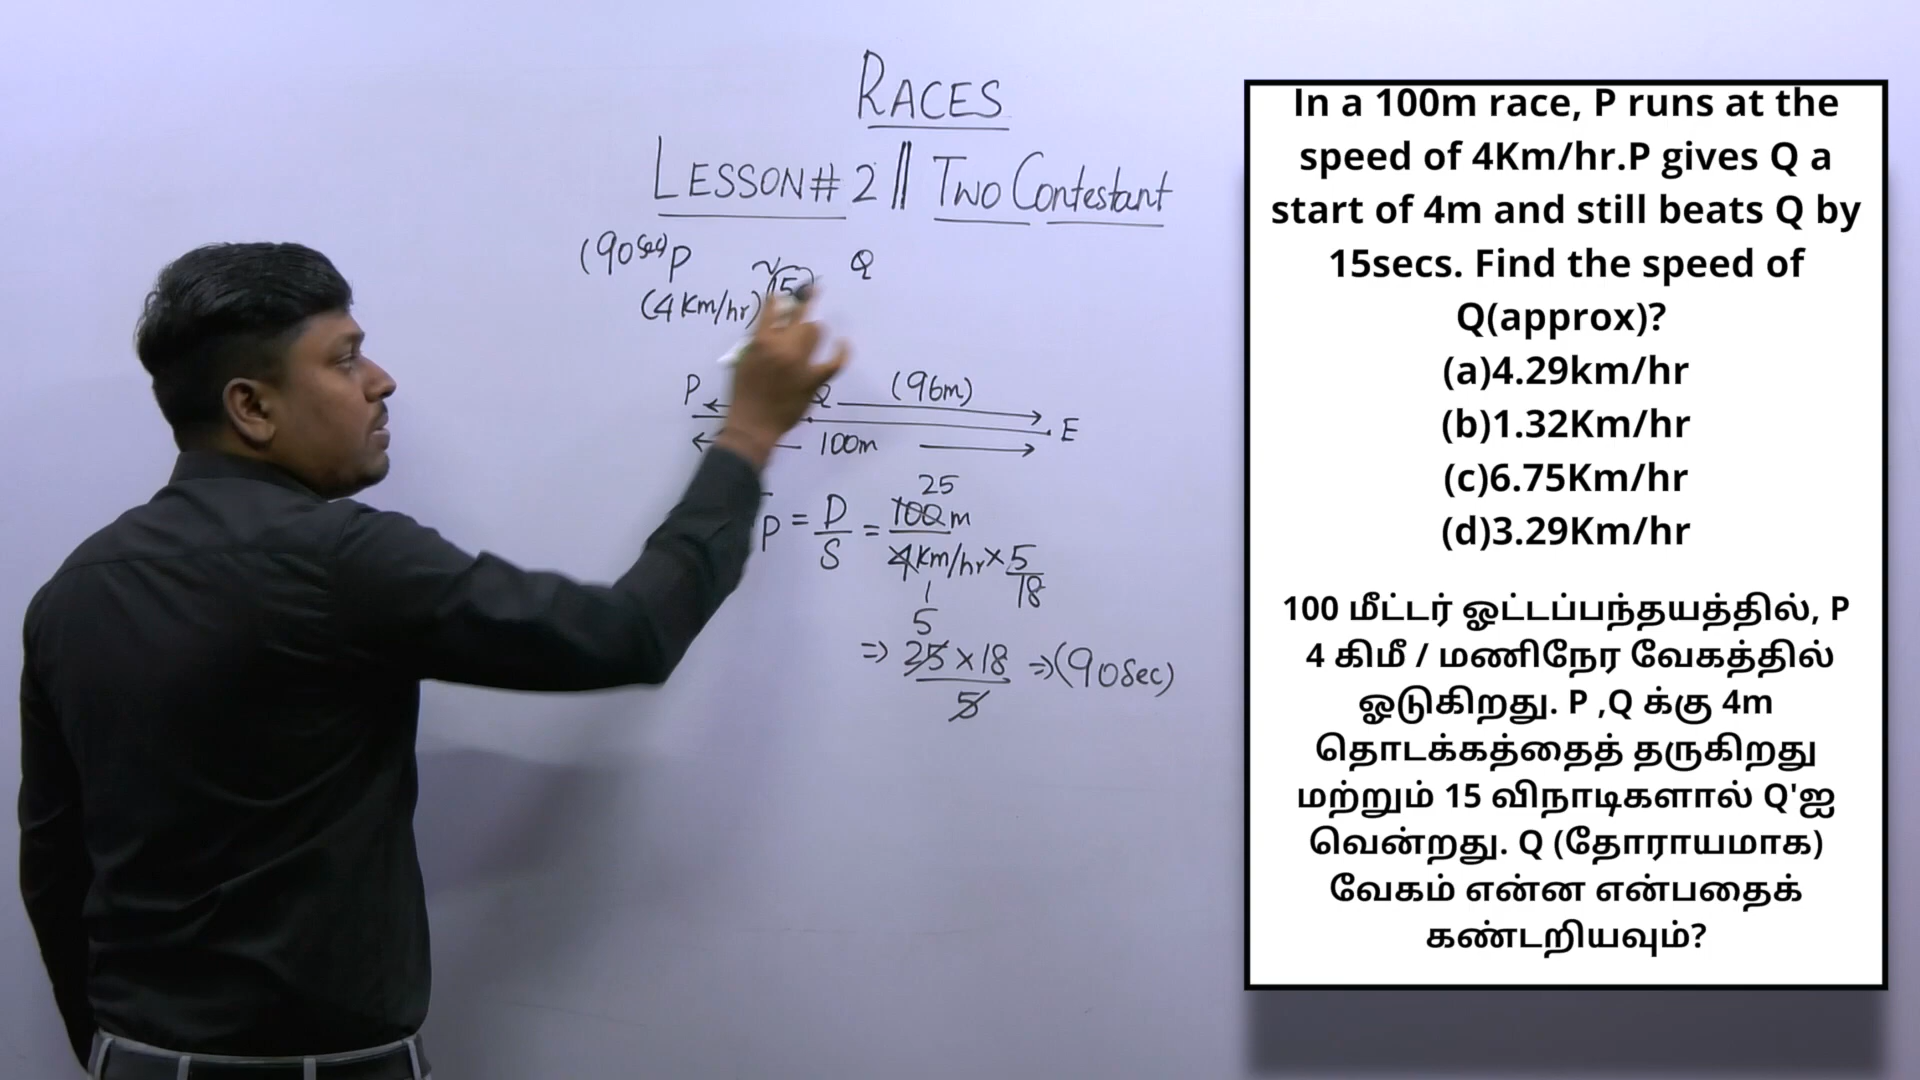 RACES
LESSON# 2 || Two Contestant
(90sec) P
Q
(4 Km/hr)
P
(96m)
E
100m
25
P = D/S = 100m / 4Km/hr × 5/18
1
5
=> 25 × 18 / 5 => (90sec)
In a 100m race, P runs at the
speed of 4Km/hr.P gives Q a
start of 4m and still beats Q by
15secs. Find the speed of
Q(approx)?
(a)4.29km/hr
(b)1.32Km/hr
(c)6.75Km/hr
(d)3.29Km/hr
100 மீட்டர் ஓட்டப்பந்தயத்தில், P
4 கிமீ / மணிநேர வேகத்தில்
ஓடுகிறது. P ,Q க்கு 4m
தொடக்கத்தைத் தருகிறது
மற்றும் 15 விநாடிகளால் Q'ஐ
வென்றது. Q (தோராயமாக)
வேகம் என்ன என்பதைக்
கண்டறியவும்?